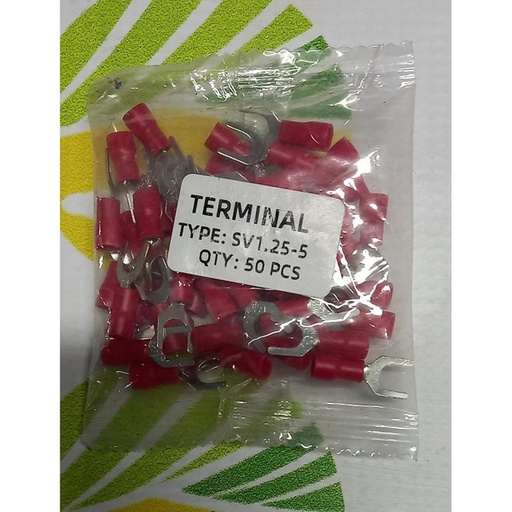 TERMINAL
TYPE: SV1.25-5
QTY: 50 PCS